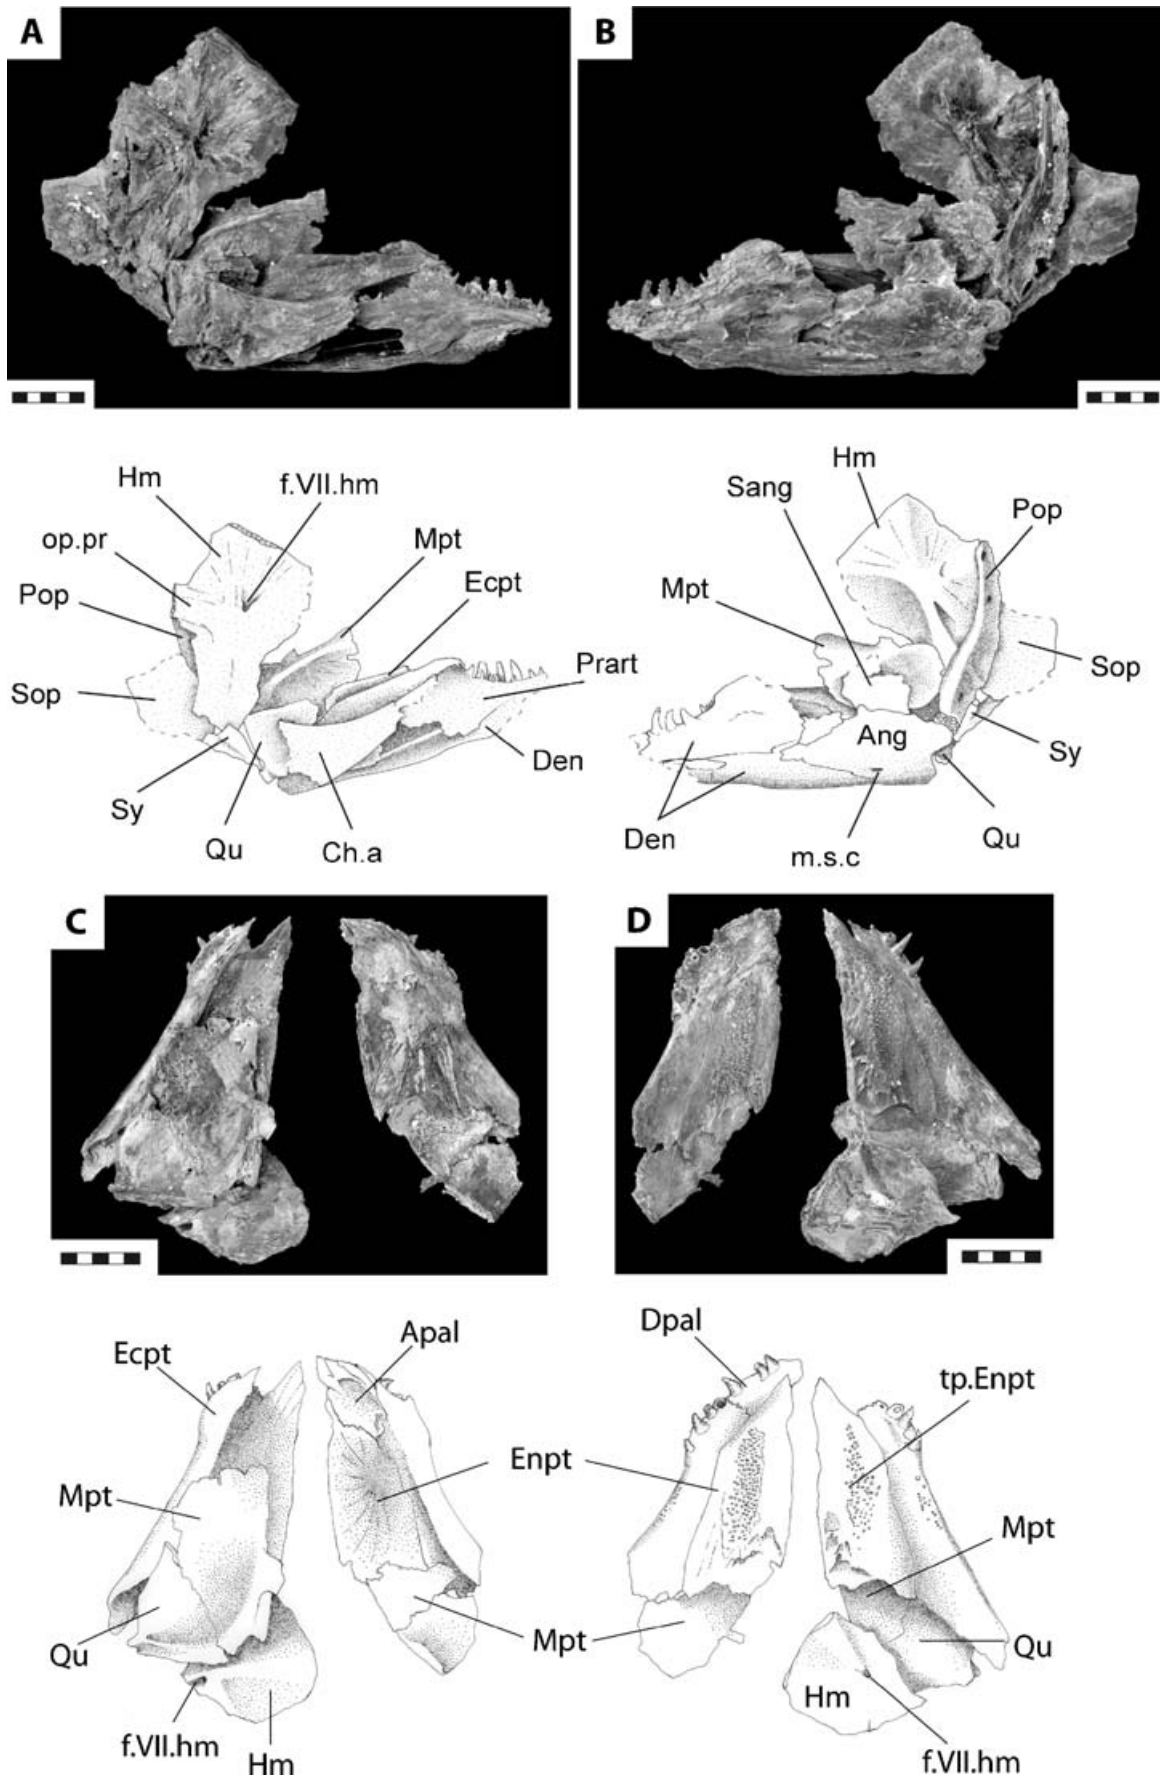 A
B
Hm
f.VII.hm
op.pr
Mpt
Pop
Ecpt
Sop
Prart
Den
Sy
Qu
Ch.a
Hm
Sang
Pop
Mpt
Sop
Ang
Sy
Den
Qu
m.s.c
C
D
Apal
Ecpt
Mpt
Enpt
Qu
Mpt
f.VII.hm
Hm
Dpal
tp.Enpt
Mpt
Qu
Hm
f.VII.hm